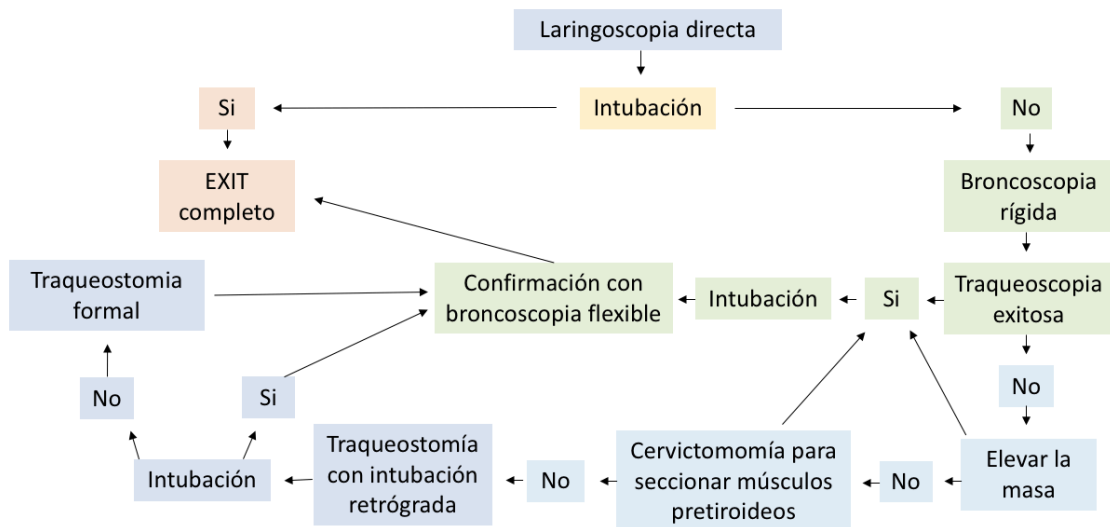 Laringoscopia directa
Si
Intubación
No
EXIT
completo
Broncoscopia
rígida
Traqueostomia
formal
Confirmación con
broncoscopia flexible
Intubación
Si
Traqueoscopia
exitosa
No
Si
No
Intubación
Traqueostomía
con intubación
retrógrada
No
Cervictomomía para
seccionar músculos
pretiroideos
No
Elevar la
masa